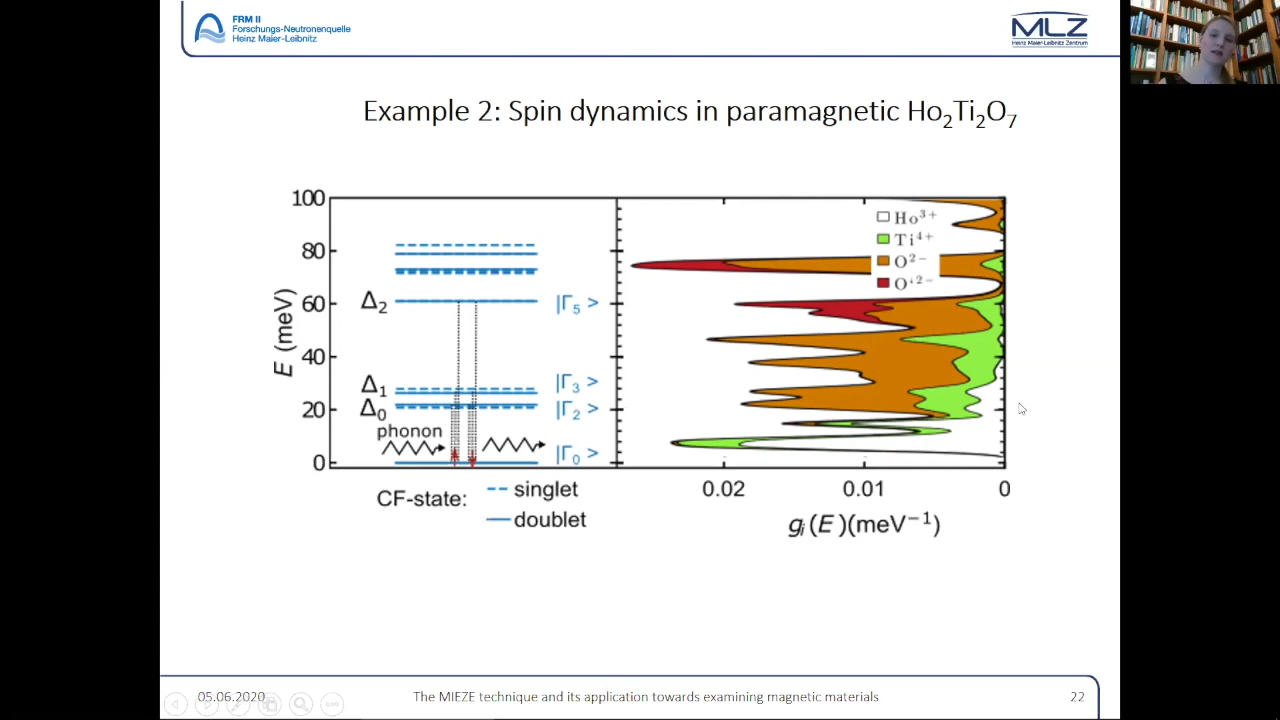 FRM II
Forschungs-Neutronenquelle
Heinz Maier-Leibnitz
MLZ
Heinz Maier-Leibnitz Zentrum
Example 2: Spin dynamics in paramagnetic Ho₂Ti₂O₇
100
80
60
40
20
0
E (meV)
Δ₂
Δ₁
Δ₀
phonon
|Γ₅ >
|Γ₃ >
|Γ₂ >
|Γ₀ >
CF-state:
singlet
doublet
Ho³⁺
Ti⁴⁺
O²⁻
O'²⁻
0.02
0.01
0
gᵢ(E)(meV⁻¹)
05.06.2020
The MIEZE technique and its application towards examining magnetic materials
22